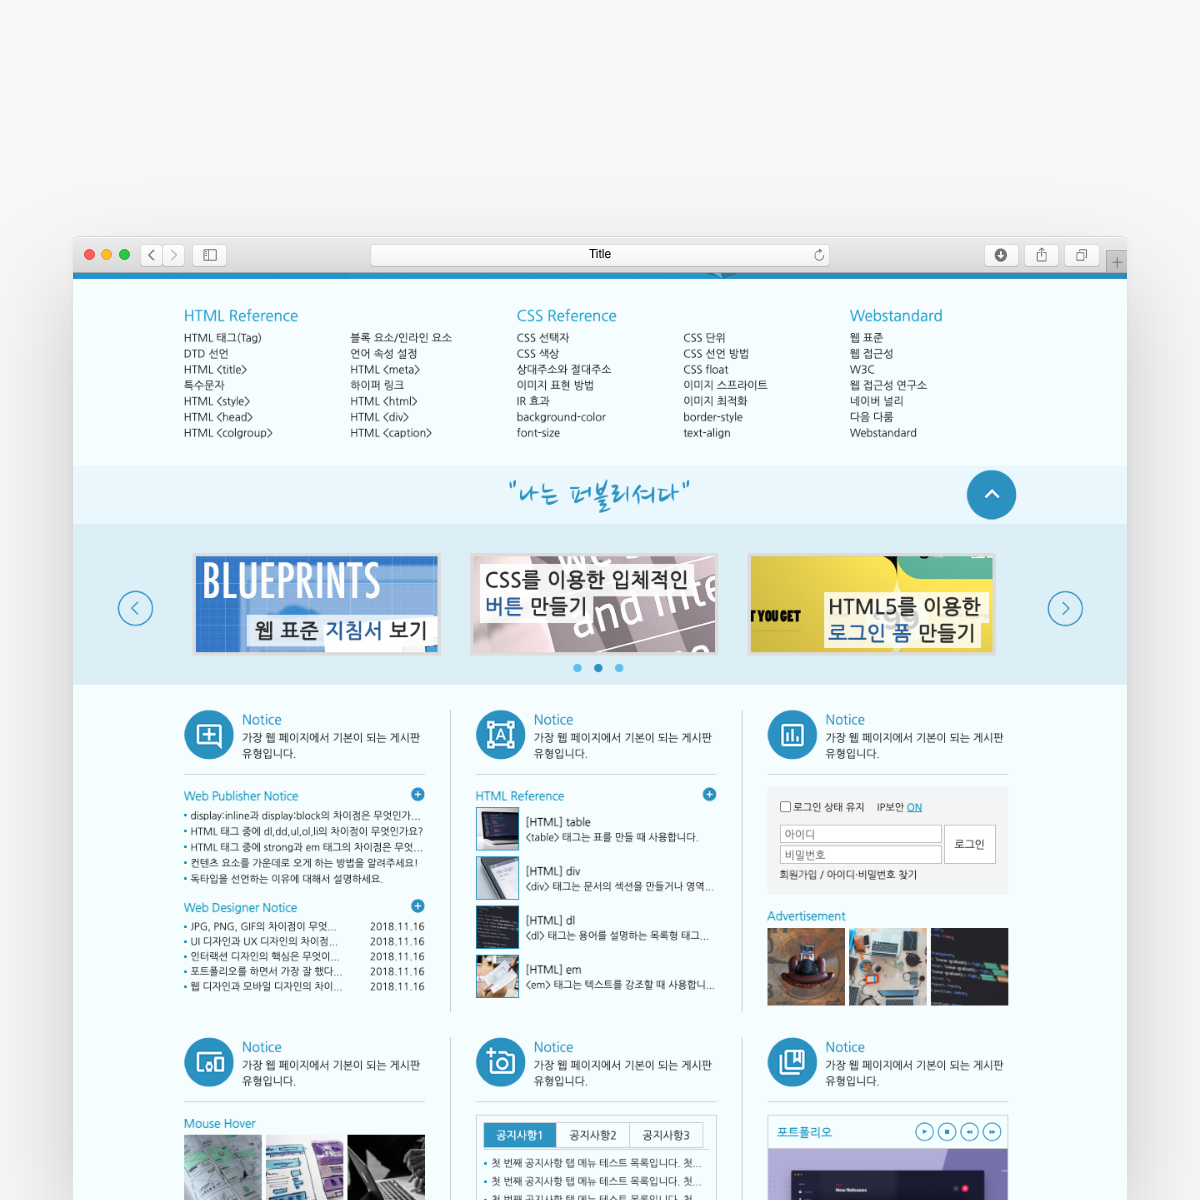 Title
HTML Reference
HTML 태그(Tag)
DTD 선언
HTML <title>
특수문자
HTML <style>
HTML <head>
HTML <colgroup>
블록 요소/인라인 요소
언어 속성 설정
HTML <meta>
하이퍼 링크
HTML <html>
HTML <div>
HTML <caption>
CSS Reference
CSS 선택자
CSS 색상
상대주소와 절대주소
이미지 표현 방법
IR 효과
background-color
font-size
CSS 단위
CSS 선언 방법
CSS float
이미지 스프라이트
이미지 최적화
border-style
text-align
Webstandard
웹 표준
웹 접근성
W3C
웹 접근성 연구소
네이버 널리
다음 다룸
Webstandard
"나는 퍼블리셔다"
BLUEPRINTS
웹 표준 지침서 보기
CSS를 이용한 입체적인
버튼 만들기
and inte
T YOU GET
HTML5를 이용한
로그인 폼 만들기
Notice
가장 웹 페이지에서 기본이 되는 게시판
유형입니다.
Web Publisher Notice
display:inline과 display:block의 차이점은 무엇인가...
HTML 태그 중에 dl,dd,ul,ol,li의 차이점이 무엇인가요?
HTML 태그 중에 strong과 em 태그의 차이점은 무엇...
컨텐츠 요소를 가운데로 오게 하는 방법을 알려주세요!
독타입을 선언하는 이유에 대해서 설명하세요.
Web Designer Notice
JPG, PNG, GIF의 차이점이 무엇... 2018.11.16
UI 디자인과 UX 디자인의 차이점... 2018.11.16
인터랙션 디자인의 핵심은 무엇이... 2018.11.16
포트폴리오를 하면서 가장 잘 했다... 2018.11.16
웹 디자인과 모바일 디자인의 차이... 2018.11.16
A
Notice
가장 웹 페이지에서 기본이 되는 게시판
유형입니다.
HTML Reference
[HTML] table
<table> 태그는 표를 만들 때 사용합니다.
[HTML] div
<div> 태그는 문서의 섹션을 만들거나 영역...
[HTML] dl
<dl> 태그는 용어를 설명하는 목록형 태그...
[HTML] em
<em> 태그는 텍스트를 강조할 때 사용합니...
Notice
가장 웹 페이지에서 기본이 되는 게시판
유형입니다.
로그인 상태 유지 IP보안 ON
아이디
비밀번호
로그인
회원가입 / 아이디·비밀번호 찾기
Advertisement
Notice
가장 웹 페이지에서 기본이 되는 게시판
유형입니다.
Mouse Hover
Notice
가장 웹 페이지에서 기본이 되는 게시판
유형입니다.
공지사항1 공지사항2 공지사항3
첫 번째 공지사항 탭 메뉴 테스트 목록입니다. 첫...
첫 번째 공지사항 탭 메뉴 테스트 목록입니다. 첫...
Notice
가장 웹 페이지에서 기본이 되는 게시판
유형입니다.
포트폴리오
New Releases